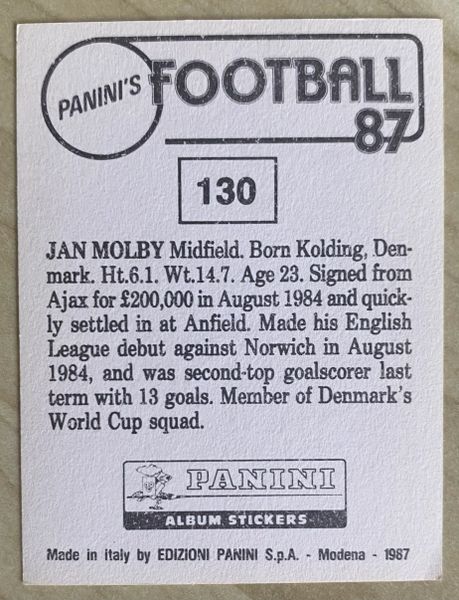 PANINI'S FOOTBALL
87
130
JAN MOLBY Midfield. Born Kolding, Den-
mark. Ht.6.1. Wt.14.7. Age 23. Signed from
Ajax for £200,000 in August 1984 and quick-
ly settled in at Anfield. Made his English
League debut against Norwich in August
1984, and was second-top goalscorer last
term with 13 goals. Member of Denmark's
World Cup squad.
PANINI
ALBUM STICKERS
Made in italy by EDIZIONI PANINI S.p.A. - Modena - 1987